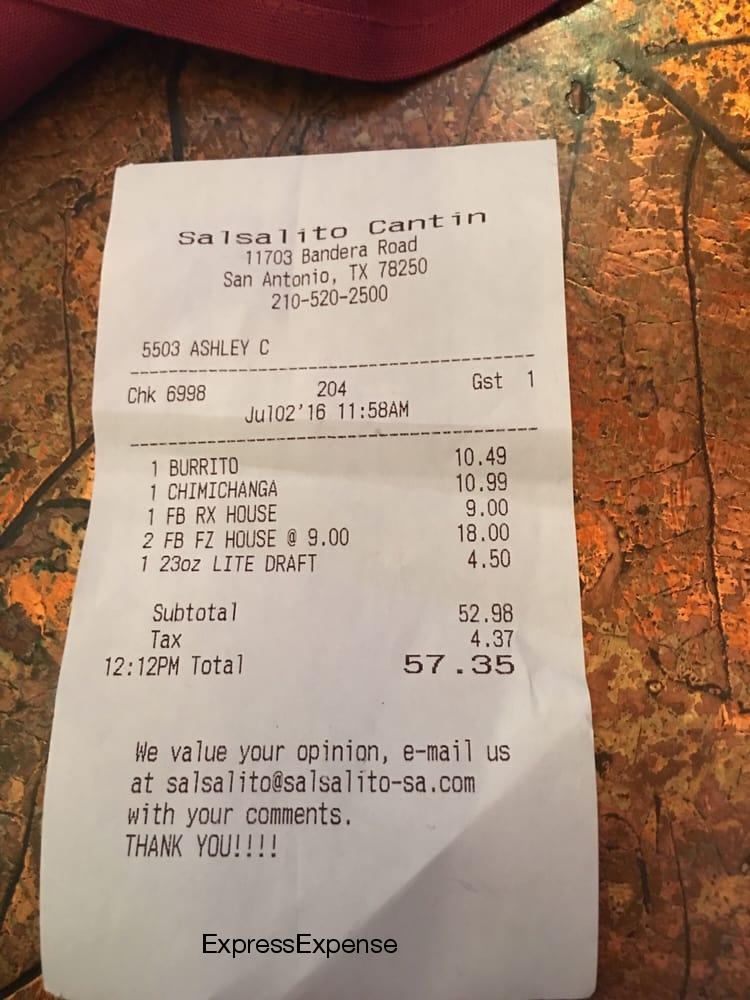 Salsalito Cantin
11703 Bandera Road
San Antonio, TX 78250
210-520-2500
5503 ASHLEY C
Chk 6998 204 Gst 1
Jul02'16 11:58AM
1 BURRITO 10.49
1 CHIMICHANGA 10.99
1 FB RX HOUSE 9.00
2 FB FZ HOUSE @ 9.00 18.00
1 23oz LITE DRAFT 4.50
Subtotal 52.98
Tax 4.37
12:12PM Total 57.35
We value your opinion, e-mail us
at salsalito@salsalito-sa.com
with your comments.
THANK YOU!!!!
ExpressExpense